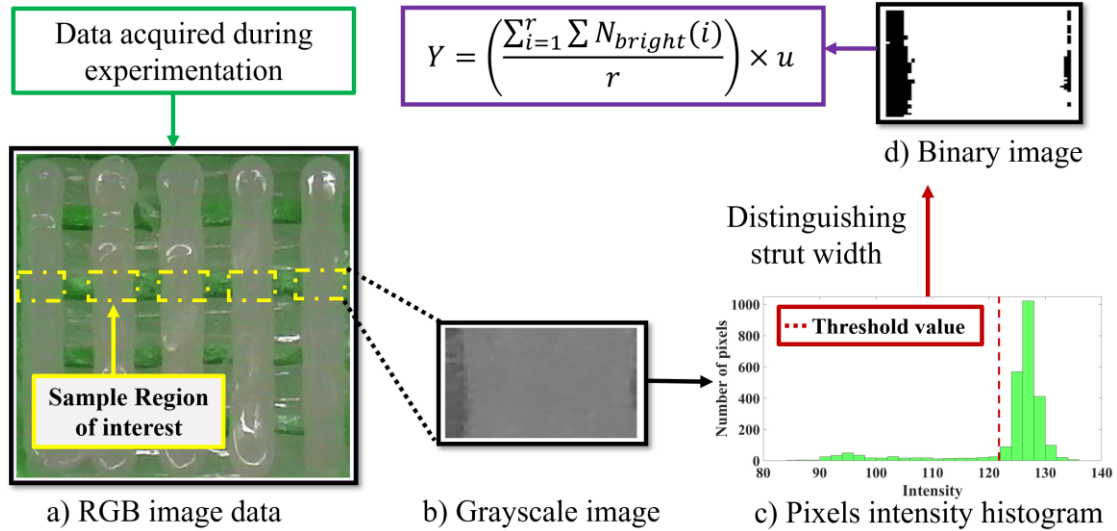 Data acquired during
experimentation
Y = (∑ᵣᵢ₌₁ ∑ N_bright(i) / r) × u
d) Binary image
Distinguishing
strut width
Sample Region
of interest
Threshold value
Number of pixels
1000
800
600
400
200
0
80
90
100
110
120
130
140
Intensity
a) RGB image data
b) Grayscale image
c) Pixels intensity histogram